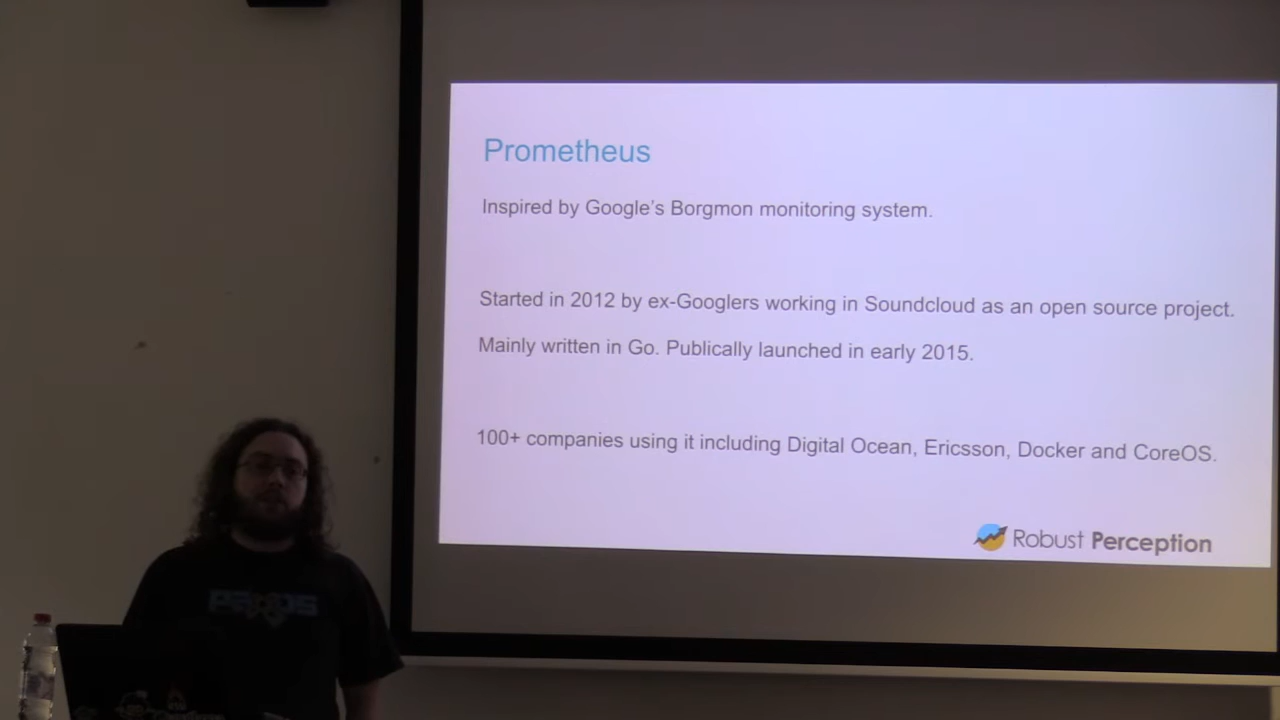 Prometheus
Inspired by Google's Borgmon monitoring system.
Started in 2012 by ex-Googlers working in Soundcloud as an open source project.
Mainly written in Go. Publically launched in early 2015.
100+ companies using it including Digital Ocean, Ericsson, Docker and CoreOS.
Robust Perception